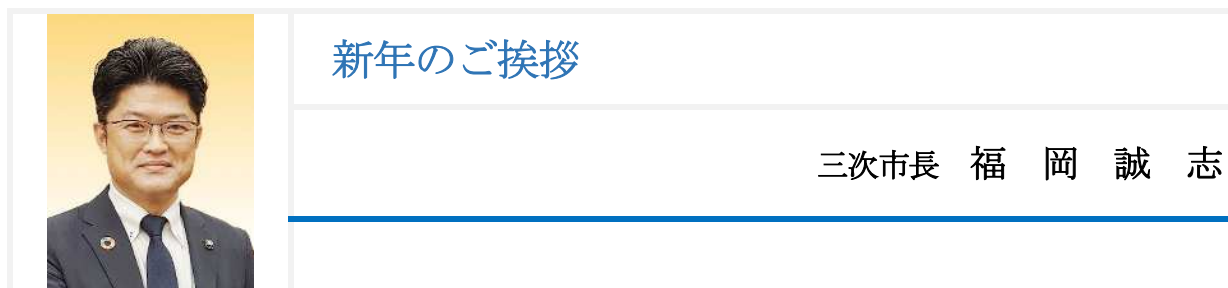 新年のご挨拶
三次市長　福　岡　誠　志